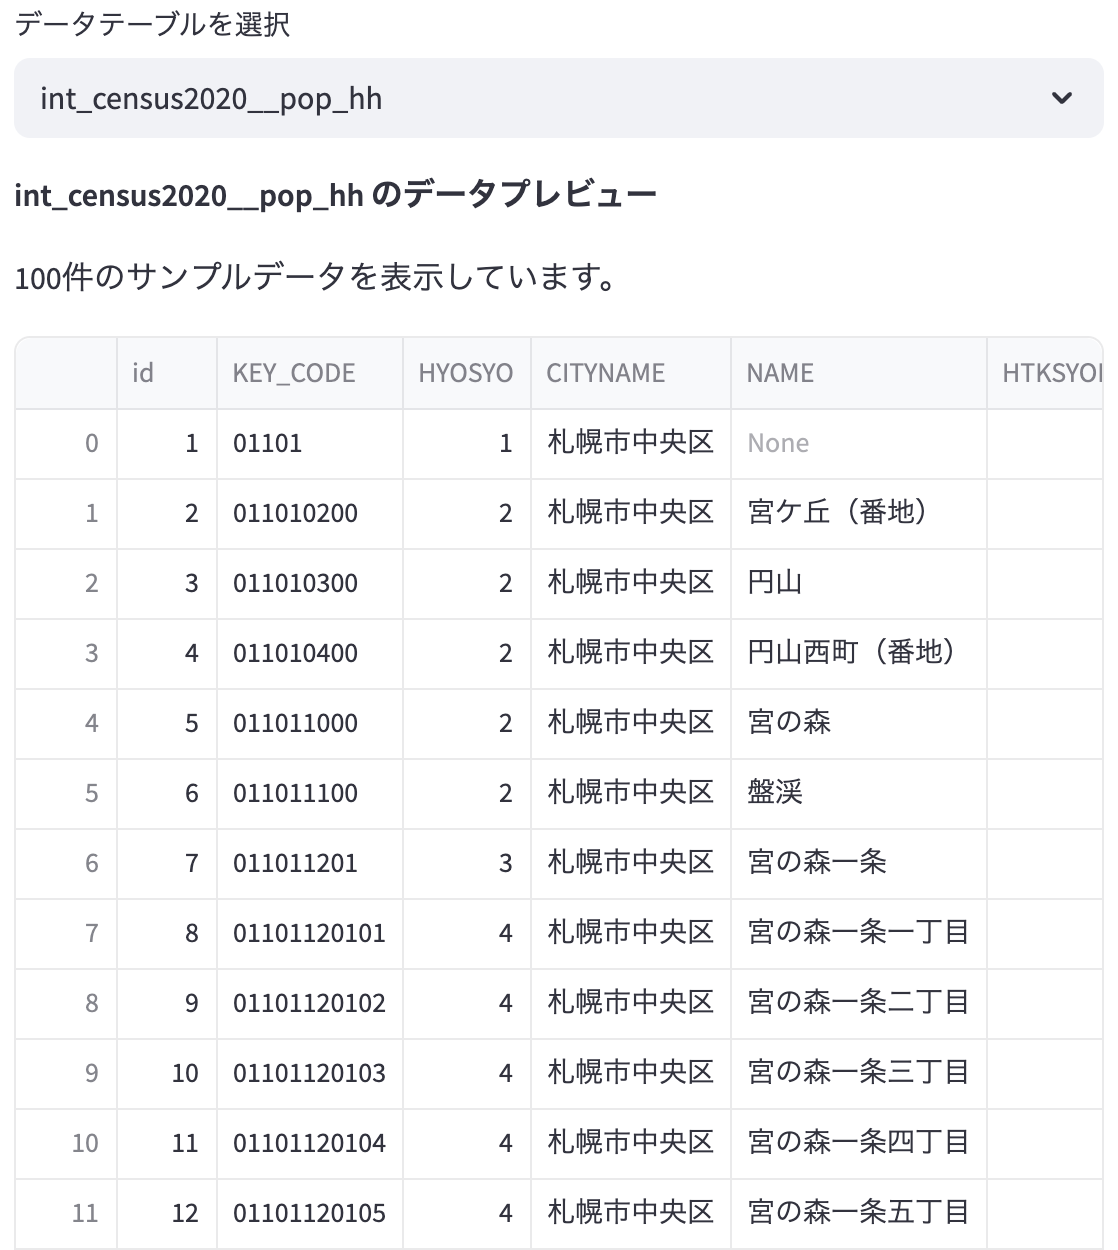 データテーブルを選択
int_census2020__pop_hh
int_census2020__pop_hh のデータプレビュー
100件のサンプルデータを表示しています。
id KEY_CODE HYOSYO CITYNAME NAME HTKSYOI
0 1 01101 1 札幌市中央区 None
1 2 011010200 2 札幌市中央区 宮ケ丘（番地）
2 3 011010300 2 札幌市中央区 円山
3 4 011010400 2 札幌市中央区 円山西町（番地）
4 5 011011000 2 札幌市中央区 宮の森
5 6 011011100 2 札幌市中央区 盤渓
6 7 011011201 3 札幌市中央区 宮の森一条
7 8 01101120101 4 札幌市中央区 宮の森一条一丁目
8 9 01101120102 4 札幌市中央区 宮の森一条二丁目
9 10 01101120103 4 札幌市中央区 宮の森一条三丁目
10 11 01101120104 4 札幌市中央区 宮の森一条四丁目
11 12 01101120105 4 札幌市中央区 宮の森一条五丁目